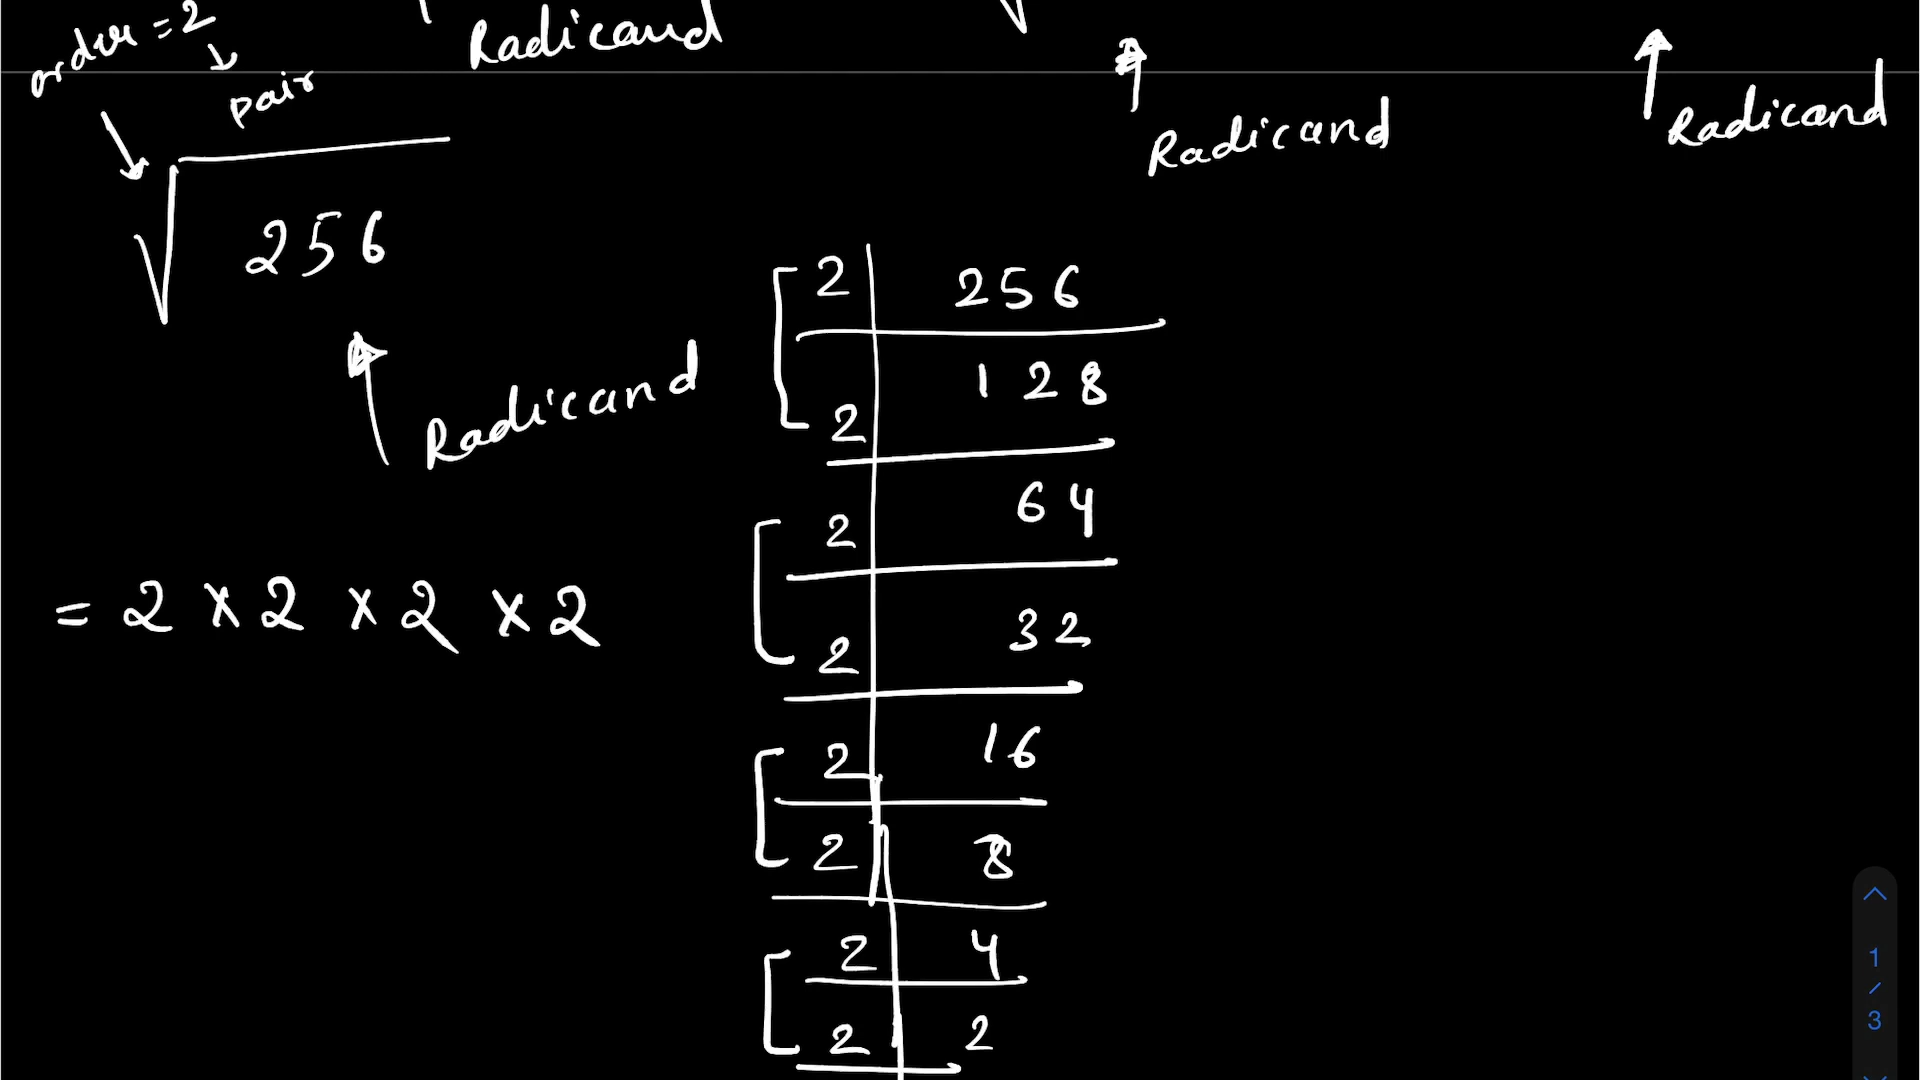 order = 2
Radicand
pair
Radicand
Radicand
√256
Radicand
2 | 256
2 | 128
2 | 64
= 2 × 2 × 2 × 2
2 | 32
2 | 16
2 | 8
2 | 4
2 | 2
1
/
3